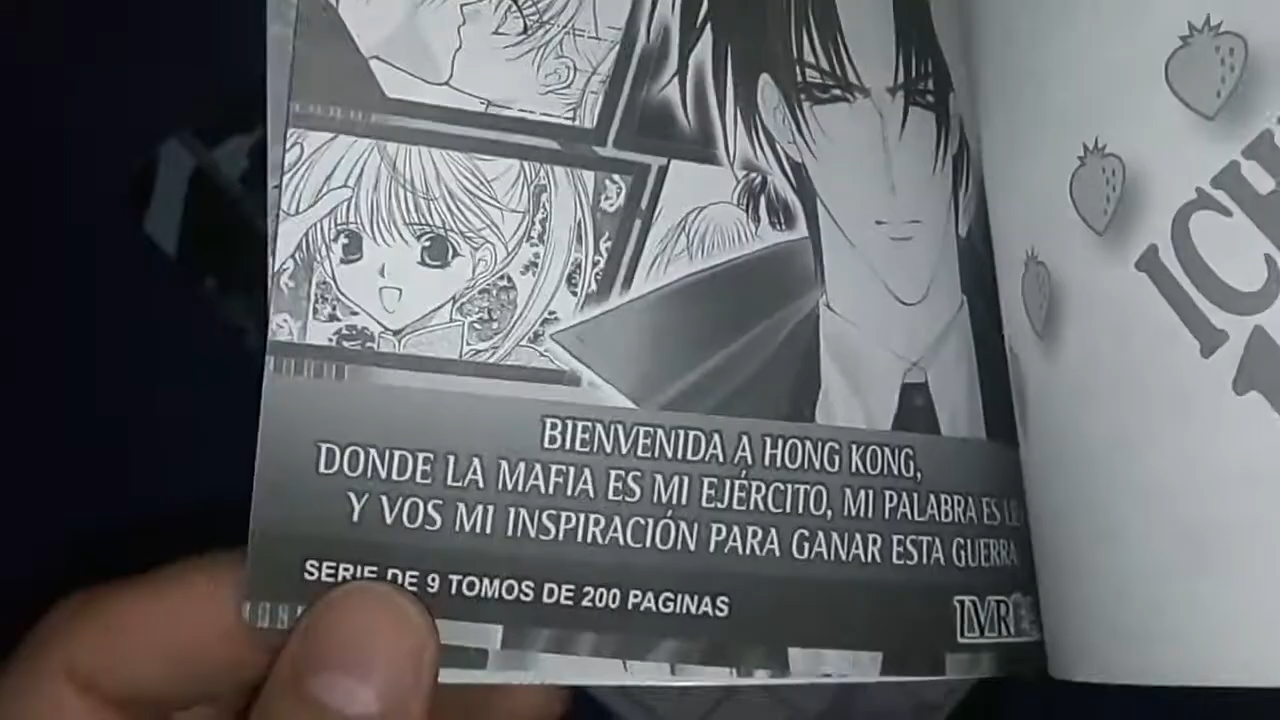 BIENVENIDA A HONG KONG,
DONDE LA MAFIA ES MI EJÉRCITO, MI PALABRA ES
Y VOS MI INSPIRACIÓN PARA GANAR ESTA GUERRA
SERIE DE 9 TOMOS DE 200 PAGINAS
IVREA
ICH